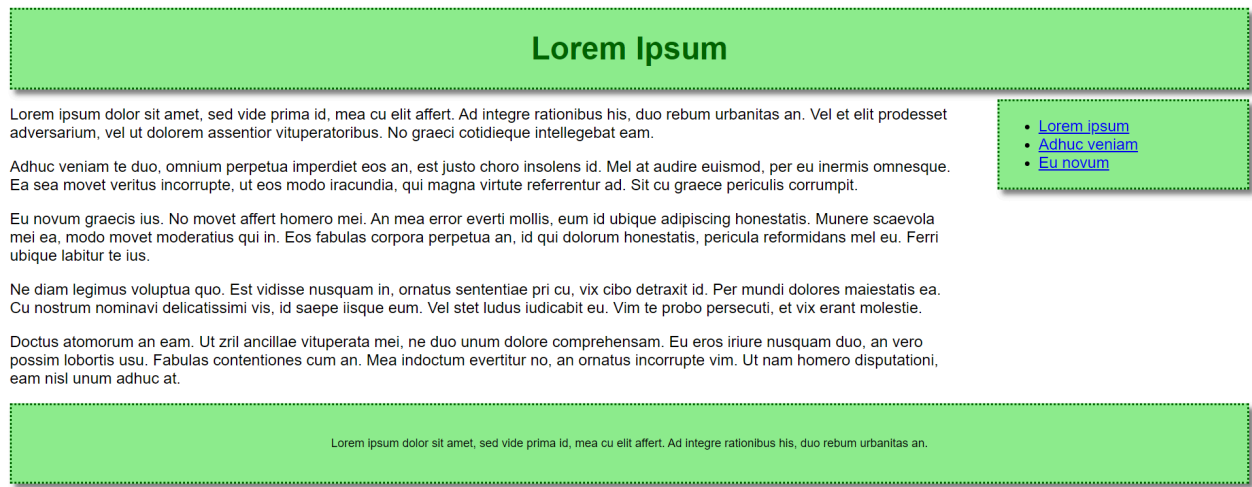 Lorem Ipsum
Lorem ipsum dolor sit amet, sed vide prima id, mea cu elit affert. Ad integre rationibus his, duo rebum urbanitas an. Vel et elit prodesset
adversarium, vel ut dolorem assentior vituperatoribus. No graeci cotidieque intellegebat eam.
Adhuc veniam te duo, omnium perpetua imperdiet eos an, est justo choro insolens id. Mel at audire euismod, per eu inermis omnesque.
Ea sea movet veritus incorrupte, ut eos modo iracundia, qui magna virtute referrentur ad. Sit cu graece periculis corrumpit.
Eu novum graecis ius. No movet affert homero mei. An mea error everti mollis, eum id ubique adipiscing honestatis. Munere scaevola
mei ea, modo movet moderatius qui in. Eos fabulas corpora perpetua an, id qui dolorum honestatis, pericula reformidans mel eu. Ferri
ubique labitur te ius.
Ne diam legimus voluptua quo. Est vidisse nusquam in, ornatus sententiae pri cu, vix cibo detraxit id. Per mundi dolores maiestatis ea.
Cu nostrum nominavi delicatissimi vis, id saepe iisque eum. Vel stet ludus iudicabit eu. Vim te probo persecuti, et vix erant molestie.
Doctus atomorum an eam. Ut zril ancillae vituperata mei, ne duo unum dolore comprehensam. Eu eros iriure nusquam duo, an vero
possim lobortis usu. Fabulas contentiones cum an. Mea indoctum evertitur no, an ornatus incorrupte vim. Ut nam homero disputationi,
eam nisl unum adhuc at.
• Lorem ipsum
• Adhuc veniam
• Eu novum
Lorem ipsum dolor sit amet, sed vide prima id, mea cu elit affert. Ad integre rationibus his, duo rebum urbanitas an.